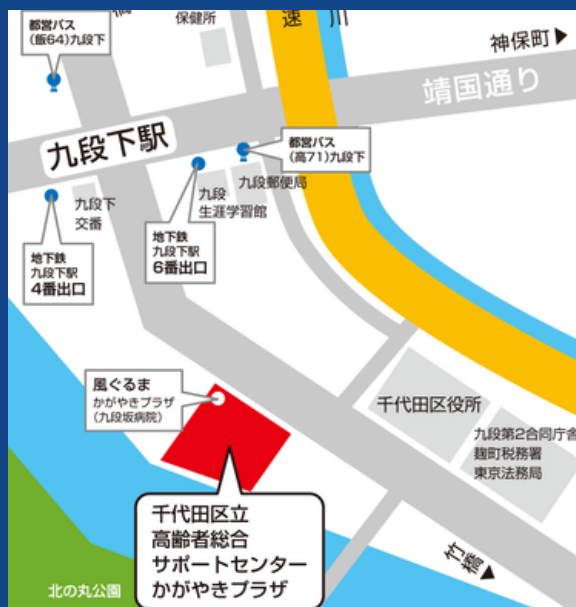 都営バス
(飯64)九段下
保健所
速
川
神保町▶
靖国通り
九段下駅
都営バス
(高71)九段下
九段郵便局
九段
生涯学習館
九段下
交番
地下鉄
九段下駅
6番出口
地下鉄
九段下駅
4番出口
風ぐるま
かがやきプラザ
(九段坂病院)
千代田区役所
九段第2合同庁舎
麹町税務署
東京法務局
千代田区立
高齢者総合
サポートセンター
かがやきプラザ
竹橋▶
北の丸公園